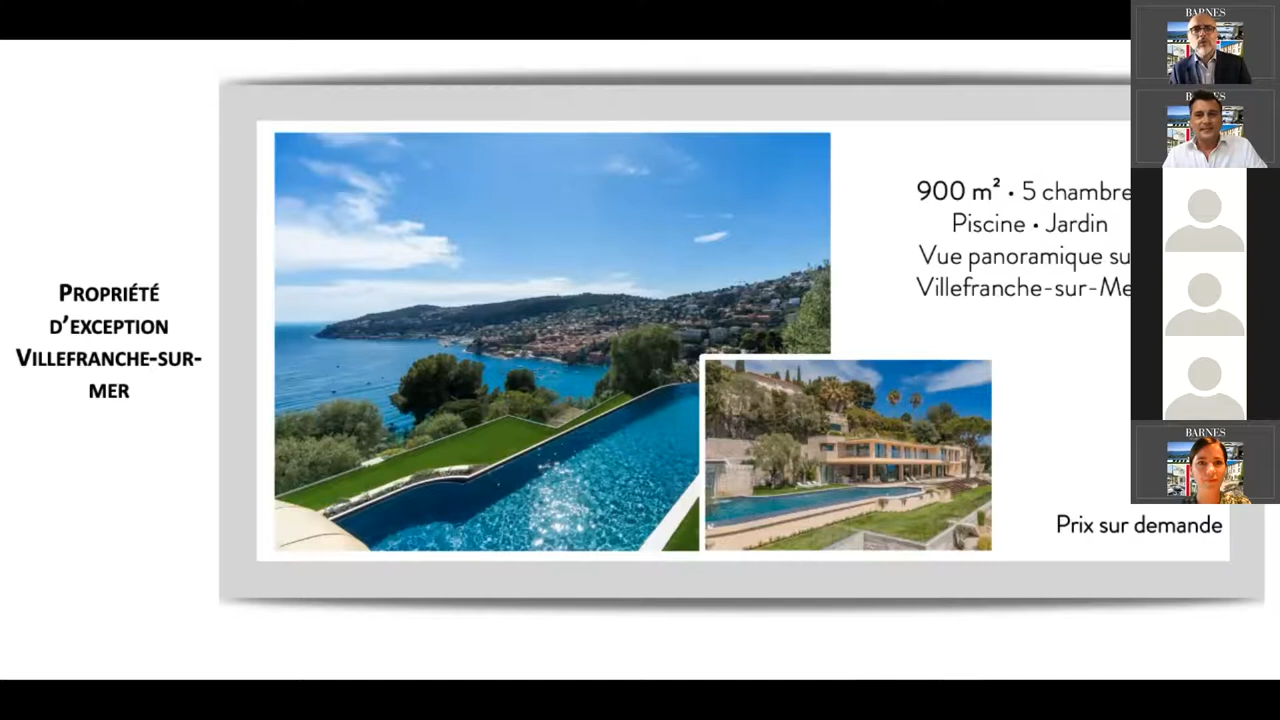 PROPRIÉTÉ
D'EXCEPTION
VILLEFRANCHE-SUR-
MER
900 m² • 5 chambre
Piscine • Jardin
Vue panoramique su
Villefranche-sur-Me
Prix sur demande
BARNES
BARNES
BARNES